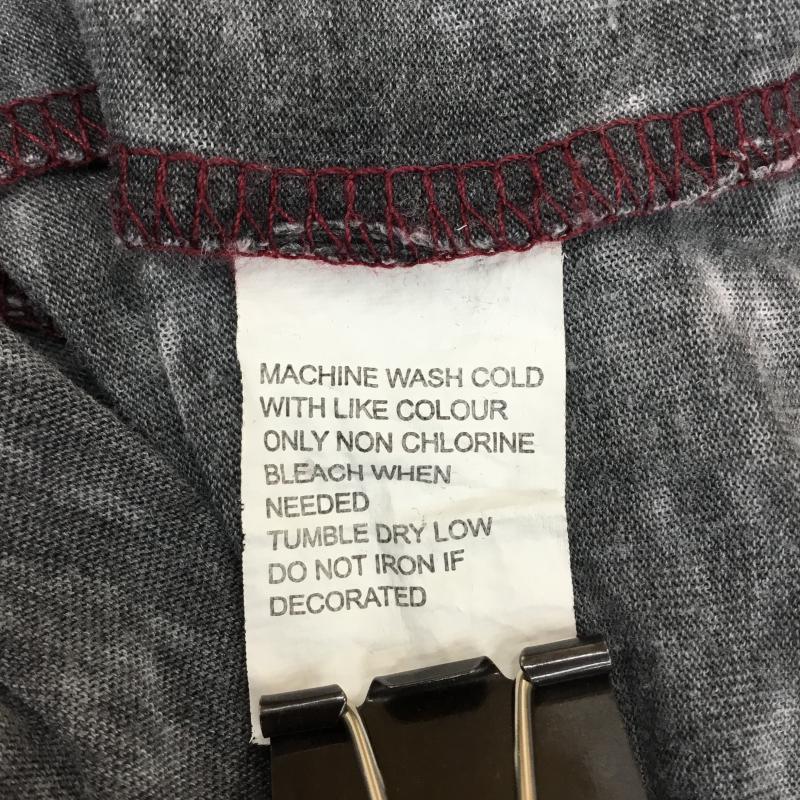 MACHINE WASH COLD
WITH LIKE COLOUR
ONLY NON CHLORINE
BLEACH WHEN
NEEDED
TUMBLE DRY LOW
DO NOT IRON IF
DECORATED